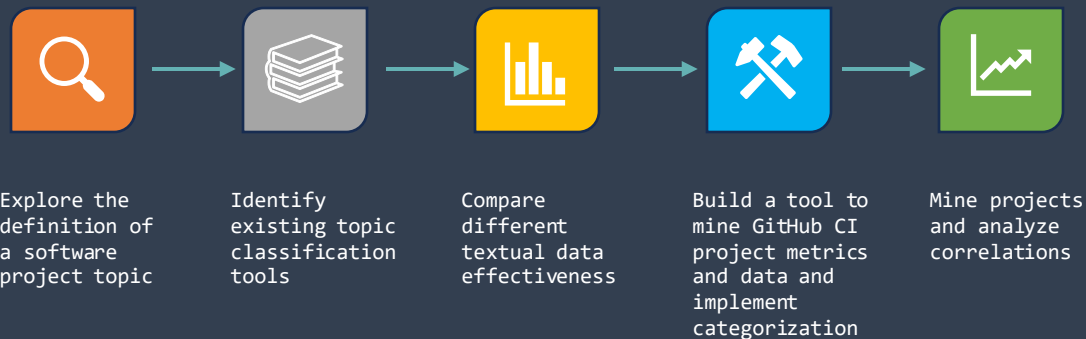 Explore the
definition of
a software
project topic
Identify
existing topic
classification
tools
Compare
different
textual data
effectiveness
Build a tool to
mine GitHub CI
project metrics
and data and
implement
categorization
Mine projects
and analyze
correlations